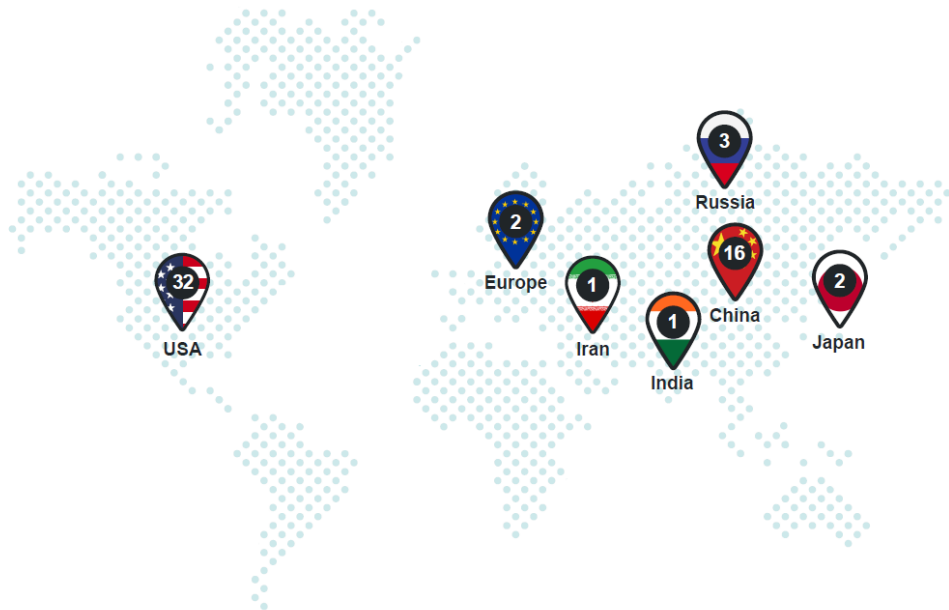 3
Russia
2
Europe
16
China
32
USA
1
Iran
1
India
2
Japan